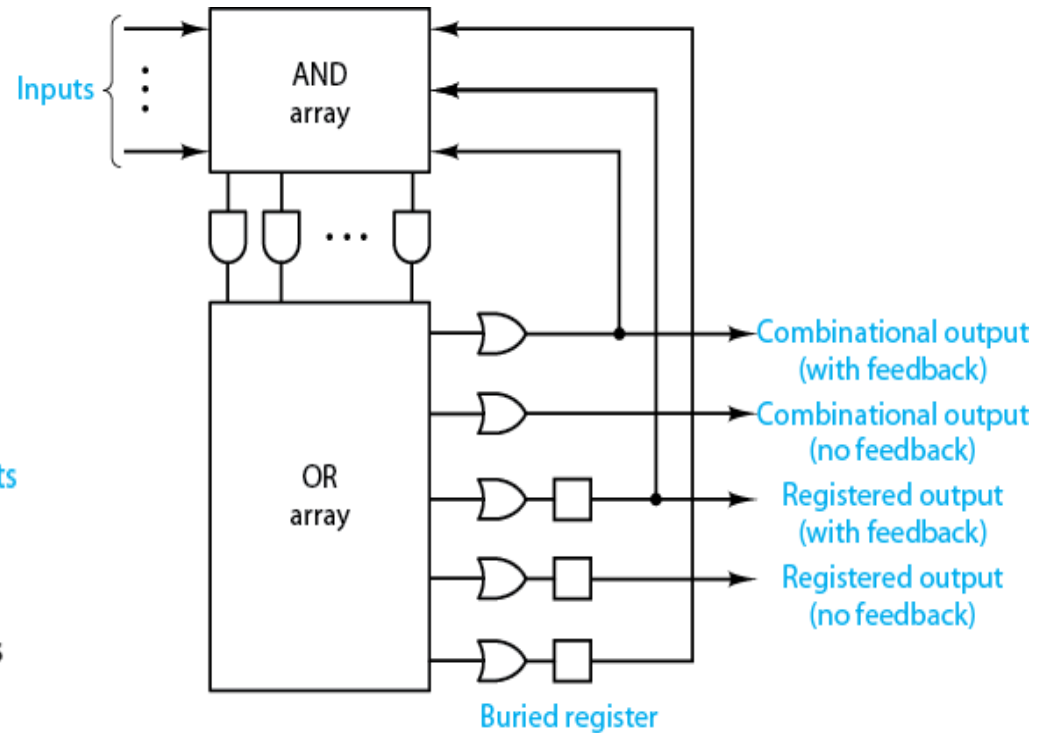 Inputs
AND
array
Combinational output
(with feedback)
Combinational output
(no feedback)
ts
OR
array
Registered output
(with feedback)
Registered output
(no feedback)
s
Buried register